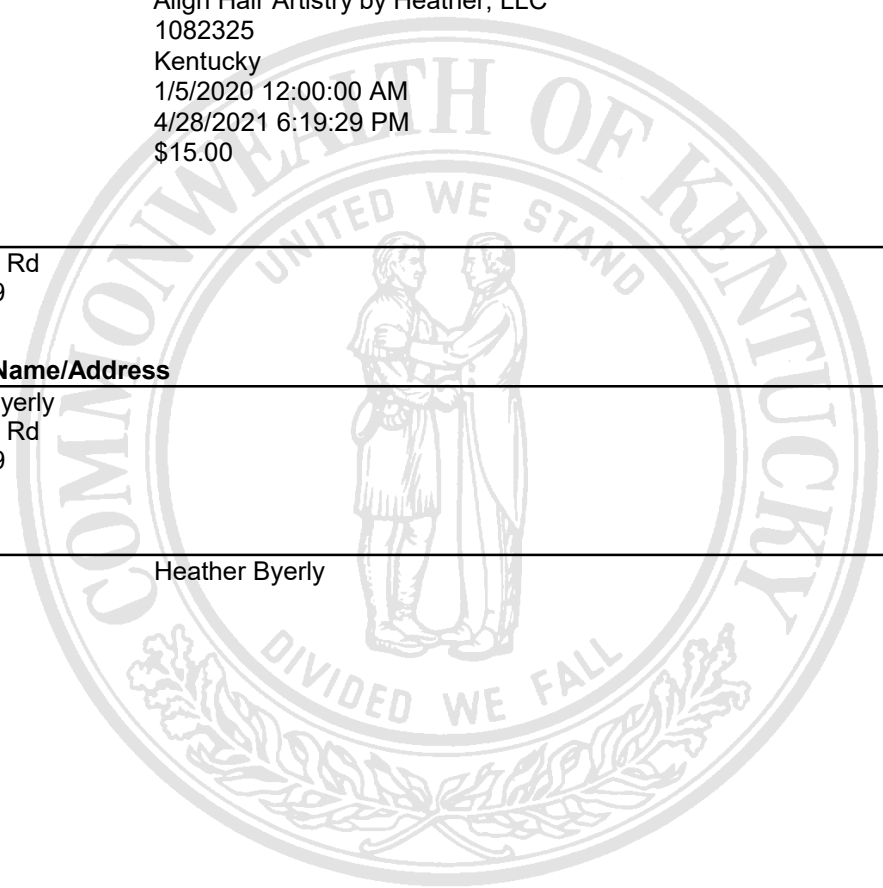 Align Hair Artistry by Heather, LLC
1082325
Kentucky
1/5/2020 12:00:00 AM
4/28/2021 6:19:29 PM
$15.00
COMMONWEALTH OF KENTUCKY
UNITED WE STAND
Rd
9
Name/Address
yerly
Rd
9
Heather Byerly
DIVIDED WE FALL